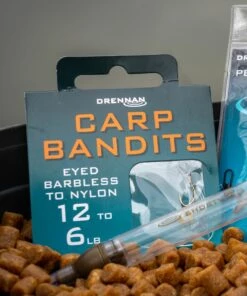 DRENNAN
CARP
BANDITS
EYED
BARBLESS
TO NYLON
12 TO
6LB